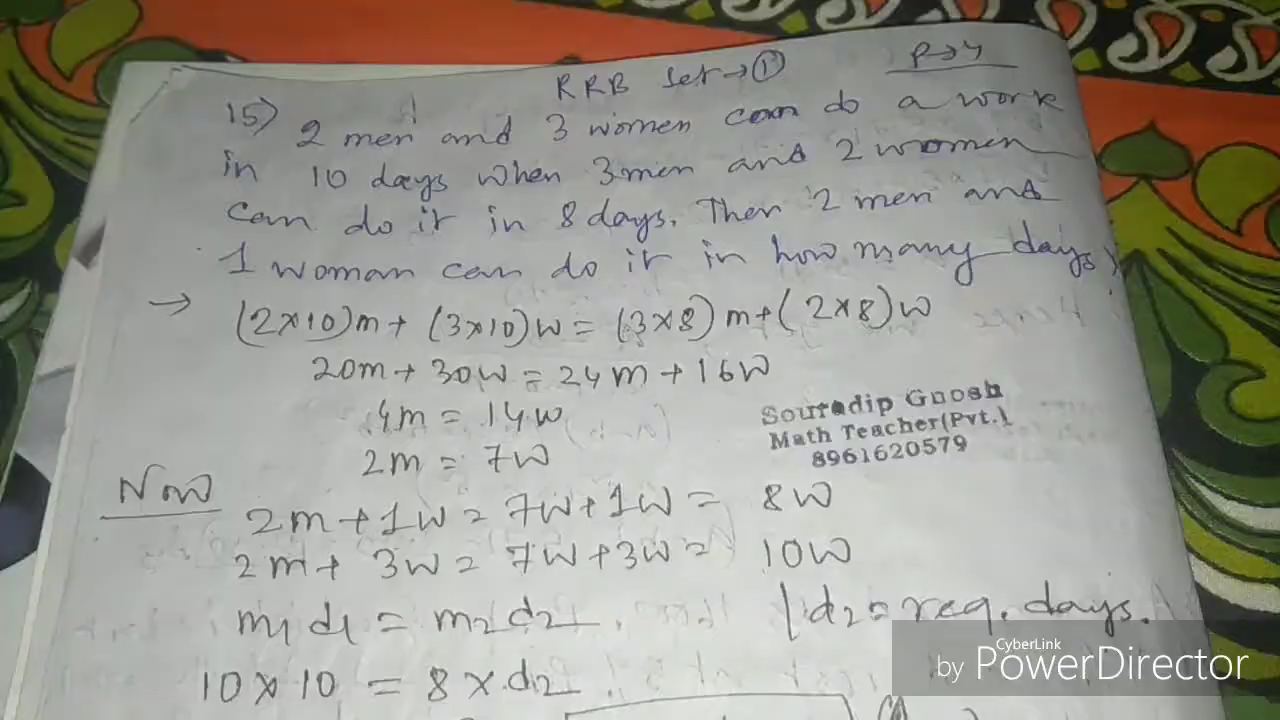 RRB Set → ① P→4
15) 2 men and 3 women can do a work
in 10 days when 3 men and 2 women
can do it in 8 days. Then 2 men and
1 woman can do it in how many days
→ (2×10)m + (3×10)w = (3×8)m + (2×8)w
20m + 30w = 24m + 16w
4m = 14w
2m = 7w
Souradip Ghosh
Math Teacher(Pvt.)
8961620579
Now 2m + 1w = 7w + 1w = 8w
2m + 3w = 7w + 3w = 10w
m₁d₁ = m₂d₂ | d₂ = req. days.
10 × 10 = 8 × d₂
CyberLink
by PowerDirector